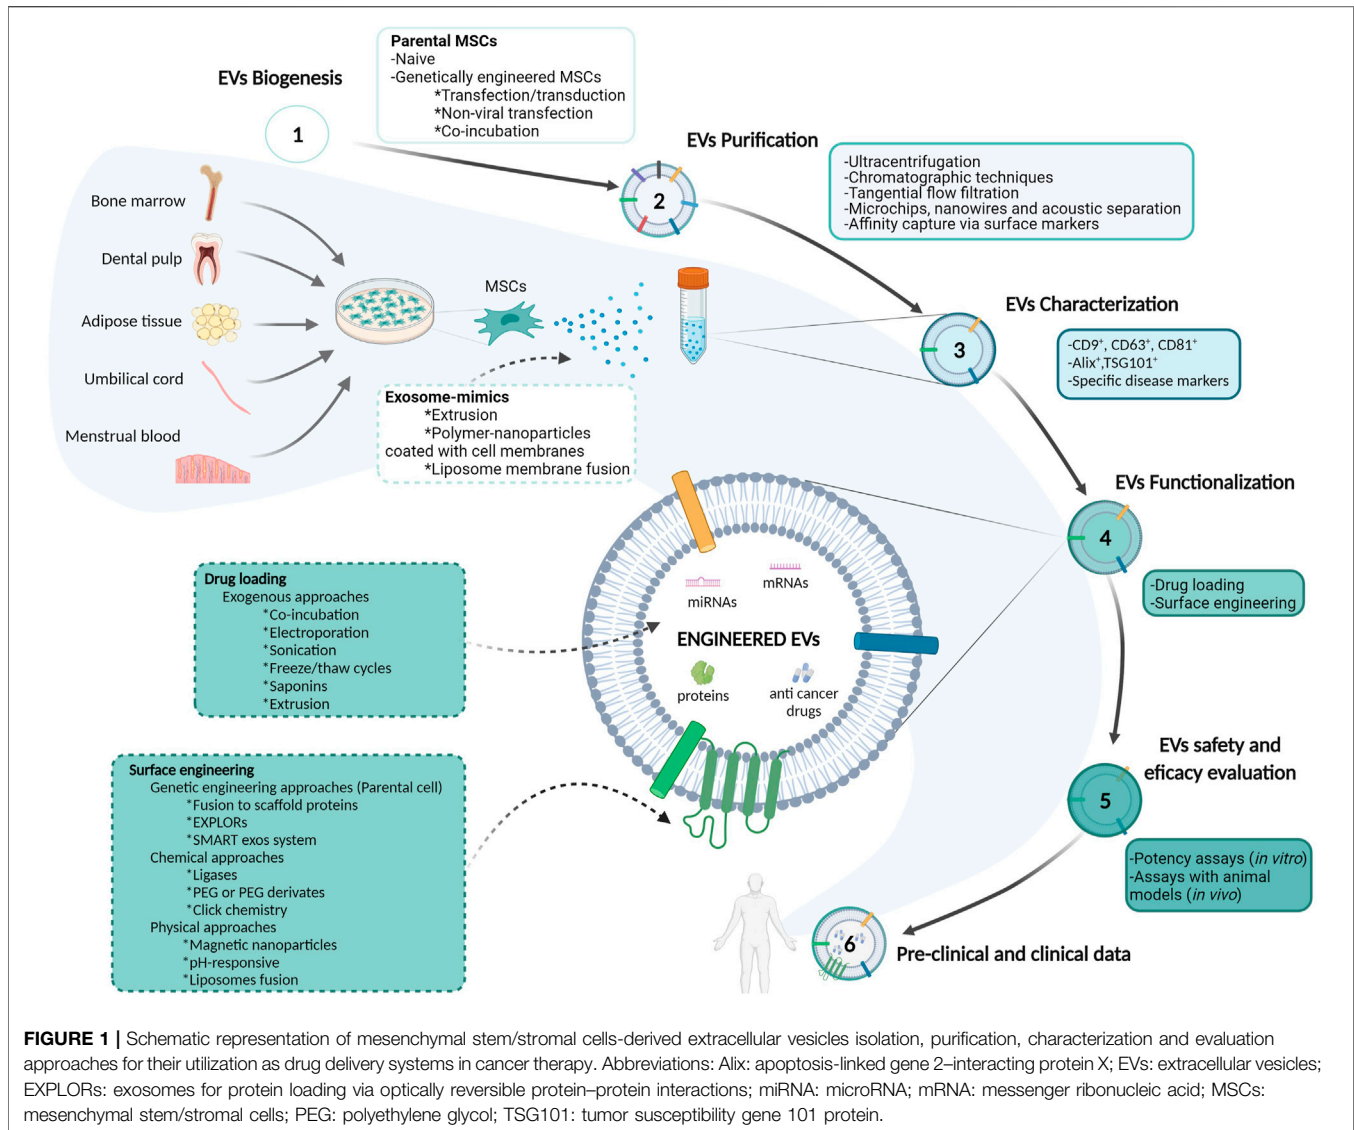 EVs Biogenesis
1
Parental MSCs
-Naive
-Genetically engineered MSCs
*Transfection/transduction
*Non-viral transfection
*Co-incubation
EVs Purification
2
-Ultracentrifugation
-Chromatographic techniques
-Tangential flow filtration
-Microchips, nanowires and acoustic separation
-Affinity capture via surface markers
Bone marrow
Dental pulp
Adipose tissue
Umbilical cord
Menstrual blood
MSCs
Exosome-mimics
*Extrusion
*Polymer-nanoparticles
coated with cell membranes
*Liposome membrane fusion
EVs Characterization
3
-CD9⁺, CD63⁺, CD81⁺
-Alix⁺,TSG101⁺
-Specific disease markers
EVs Functionalization
4
-Drug loading
-Surface engineering
miRNAs
mRNAs
ENGINEERED EVs
proteins
anti cancer
drugs
Drug loading
Exogenous approaches
*Co-incubation
*Electroporation
*Sonication
*Freeze/thaw cycles
*Saponins
*Extrusion
Surface engineering
Genetic engineering approaches (Parental cell)
*Fusion to scaffold proteins
*EXPLORs
*SMART exos system
Chemical approaches
*Ligases
*PEG or PEG derivates
*Click chemistry
Physical approaches
*Magnetic nanoparticles
*pH-responsive
*Liposomes fusion
EVs safety and
eficacy evaluation
5
-Potency assays (in vitro)
-Assays with animal
models (in vivo)
6
Pre-clinical and clinical data
FIGURE 1 | Schematic representation of mesenchymal stem/stromal cells-derived extracellular vesicles isolation, purification, characterization and evaluation
approaches for their utilization as drug delivery systems in cancer therapy. Abbreviations: Alix: apoptosis-linked gene 2–interacting protein X; EVs: extracellular vesicles;
EXPLORs: exosomes for protein loading via optically reversible protein–protein interactions; miRNA: microRNA; mRNA: messenger ribonucleic acid; MSCs:
mesenchymal stem/stromal cells; PEG: polyethylene glycol; TSG101: tumor susceptibility gene 101 protein.